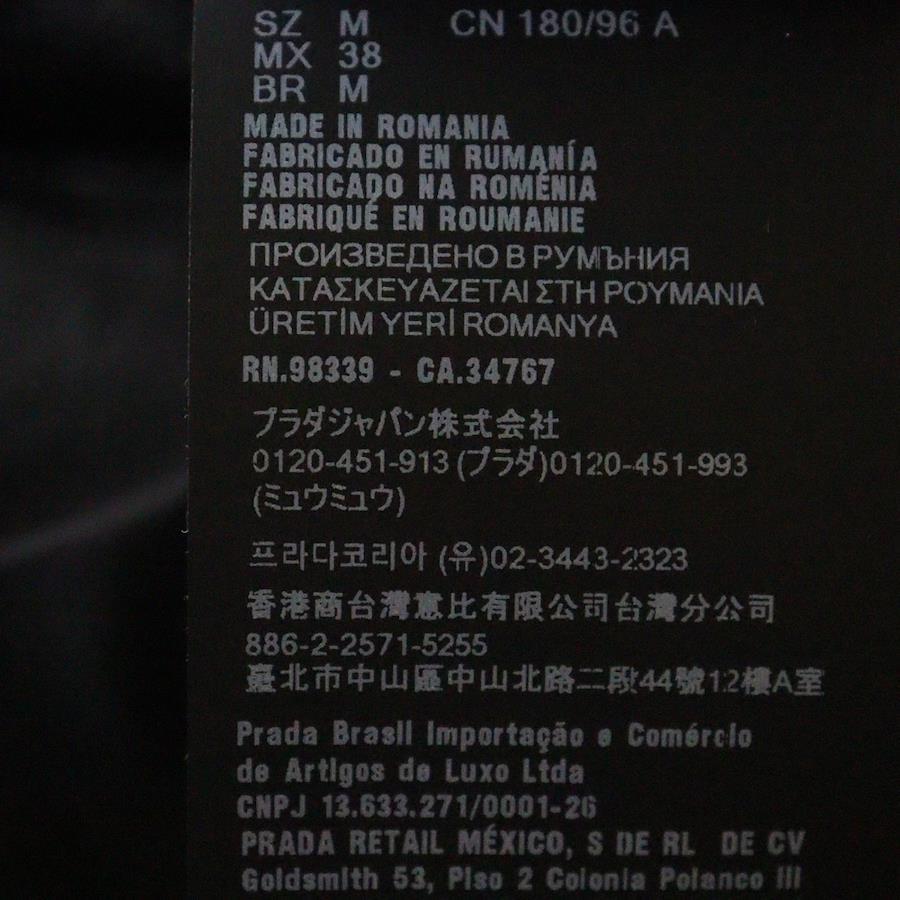 SZ M CN 180/96 A
MX 38
BR M
MADE IN ROMANIA
FABRICADO EN RUMANÍA
FABRICADO NA ROMÉNIA
FABRIQUÉ EN ROUMANIE
ПРОИЗВЕДЕНО В РУМЪНИЯ
ΚΑΤΑΣΚΕΥΑΖΕΤΑΙ ΣΤΗ ΡΟΥΜΑΝΙΑ
ÜRETİM YERİ ROMANYA
RN.98339 - CA.34767
プラダジャパン株式会社
0120-451-913 (プラダ)0120-451-993
(ミュウミュウ)
프라다코리아 (유)02-3443-2323
香港商台灣惠比有限公司台灣分公司
886-2-2571-5255
臺北市中山區中山北路二段44號12樓A室
Prada Brasil Importação e Comércio
de Artigos de Luxo Ltda
CNPJ 13.633.271/0001-26
PRADA RETAIL MÉXICO, S DE RL DE CV
Goldsmith 53, Piso 2 Colonia Polanco III